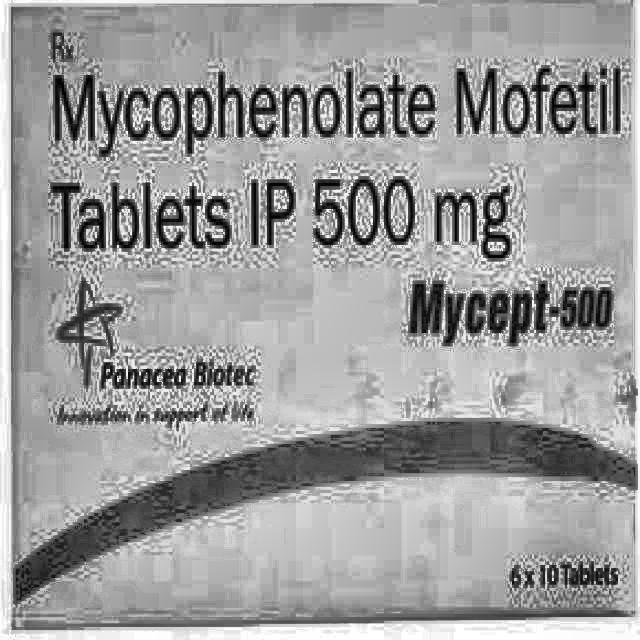 Rx
Mycophenolate Mofetil
Tablets IP 500 mg
Mycept-500
Panacea Biotec
Innovation in support of life
6 x 10 Tablets